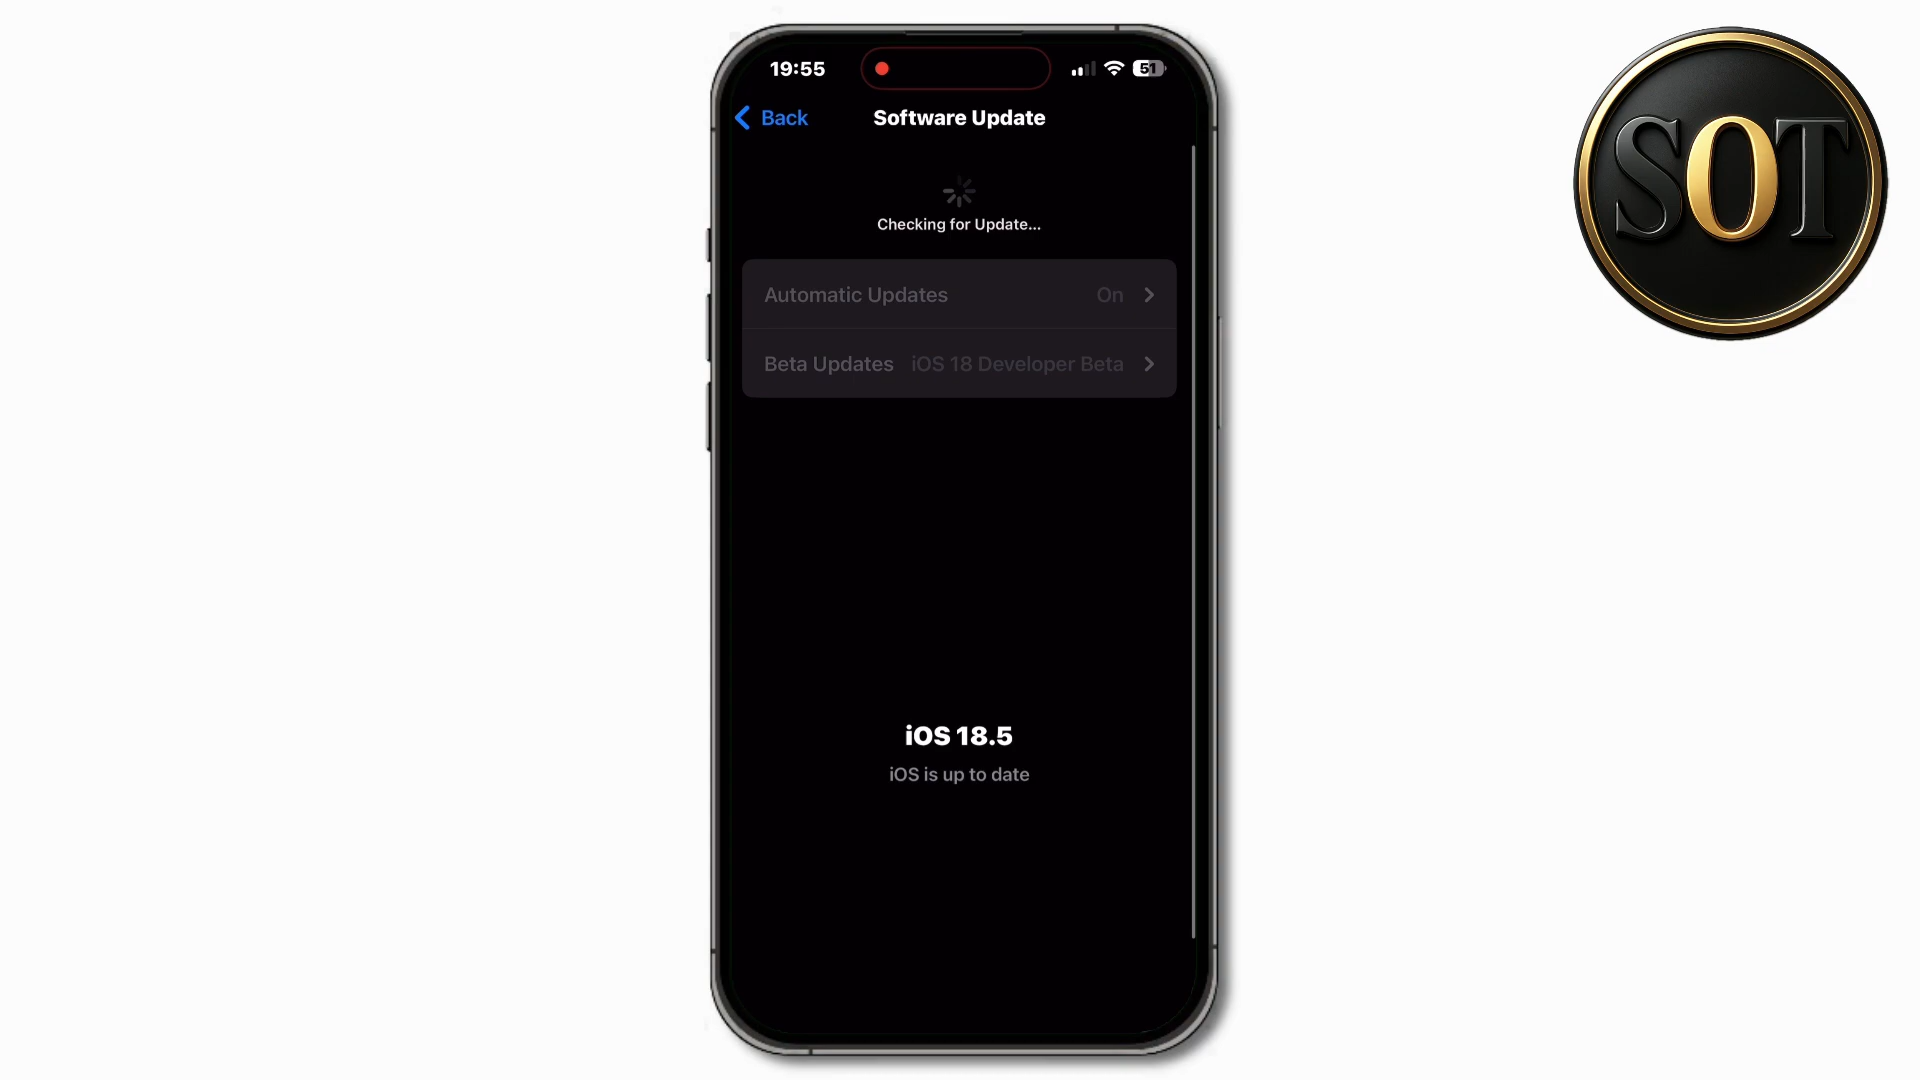 19:55
51
Back
Software Update
Checking for Update...
Automatic Updates On
Beta Updates iOS 18 Developer Beta
iOS 18.5
iOS is up to date
SOT